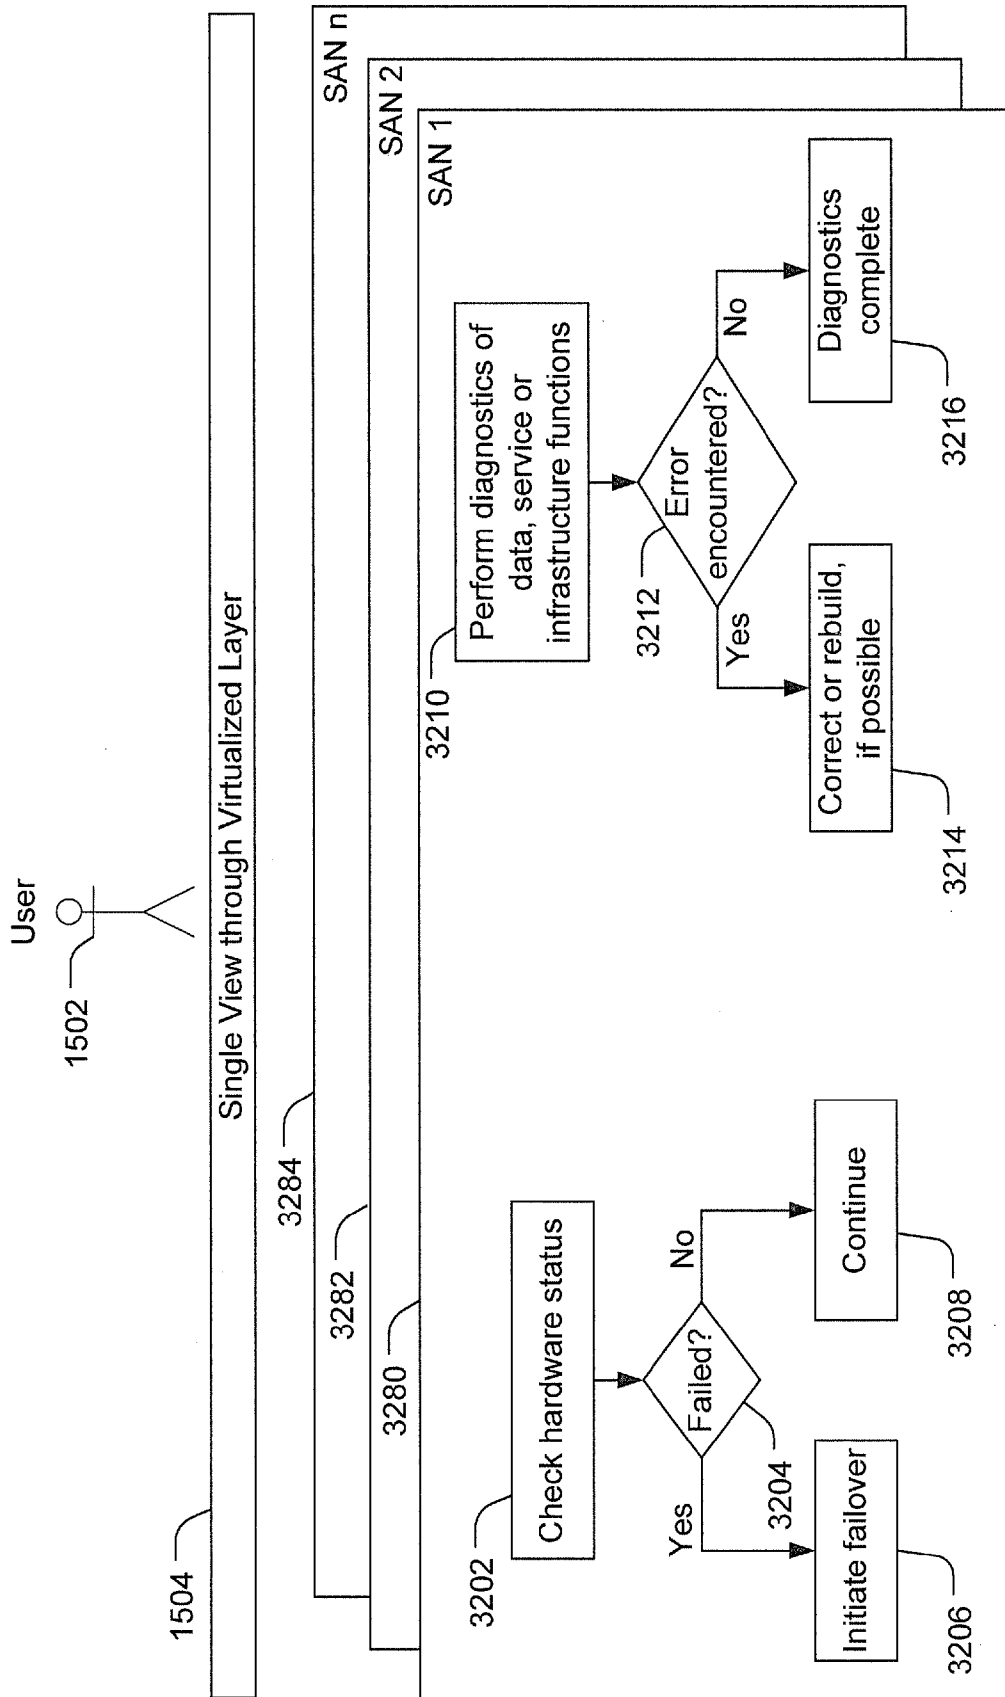 User
1502
1504
Single View through Virtualized Layer
3284
SAN n
3282
SAN 2
3280
SAN 1
3202
Check hardware status
Failed?
3204
Yes
No
Initiate failover
3206
Continue
3208
3210
Perform diagnostics of
data, service or
infrastructure functions
3212
Error
encountered?
Yes
No
Correct or rebuild,
if possible
3214
Diagnostics
complete
3216